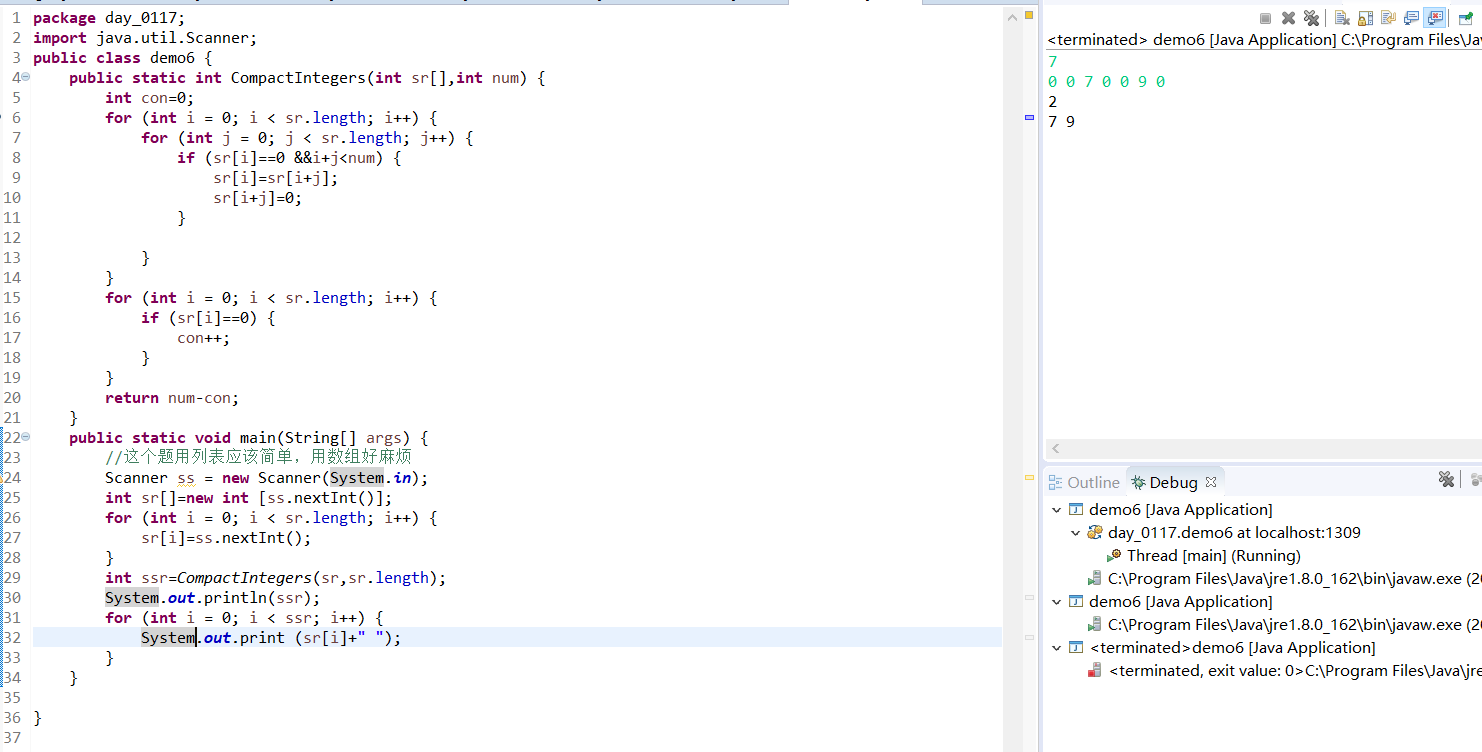 1 package day_0117;
2 import java.util.Scanner;
3 public class demo6 {
4 public static int CompactIntegers(int sr[],int num) {
5 int con=0;
6 for (int i = 0; i < sr.length; i++) {
7 for (int j = 0; j < sr.length; j++) {
8 if (sr[i]==0 &&i+j<num) {
9 sr[i]=sr[i+j];
10 sr[i+j]=0;
11 }
12
13 }
14 }
15 for (int i = 0; i < sr.length; i++) {
16 if (sr[i]==0) {
17 con++;
18 }
19 }
20 return num-con;
21 }
22 public static void main(String[] args) {
23 //这个题用列表应该简单，用数组好麻烦
24 Scanner ss = new Scanner(System.in);
25 int sr[]=new int [ss.nextInt()];
26 for (int i = 0; i < sr.length; i++) {
27 sr[i]=ss.nextInt();
28 }
29 int ssr=CompactIntegers(sr,sr.length);
30 System.out.println(ssr);
31 for (int i = 0; i < ssr; i++) {
32 System.out.print (sr[i]+" ");
33 }
34 }
35
36 }
37
<terminated> demo6 [Java Application] C:\Program Files\Ja
7
0 0 7 0 0 9 0
2
7 9
Outline Debug
demo6 [Java Application]
day_0117.demo6 at localhost:1309
Thread [main] (Running)
C:\Program Files\Java\jre1.8.0_162\bin\javaw.exe (20
demo6 [Java Application]
C:\Program Files\Java\jre1.8.0_162\bin\javaw.exe (20
<terminated>demo6 [Java Application]
<terminated, exit value: 0>C:\Program Files\Java\jre